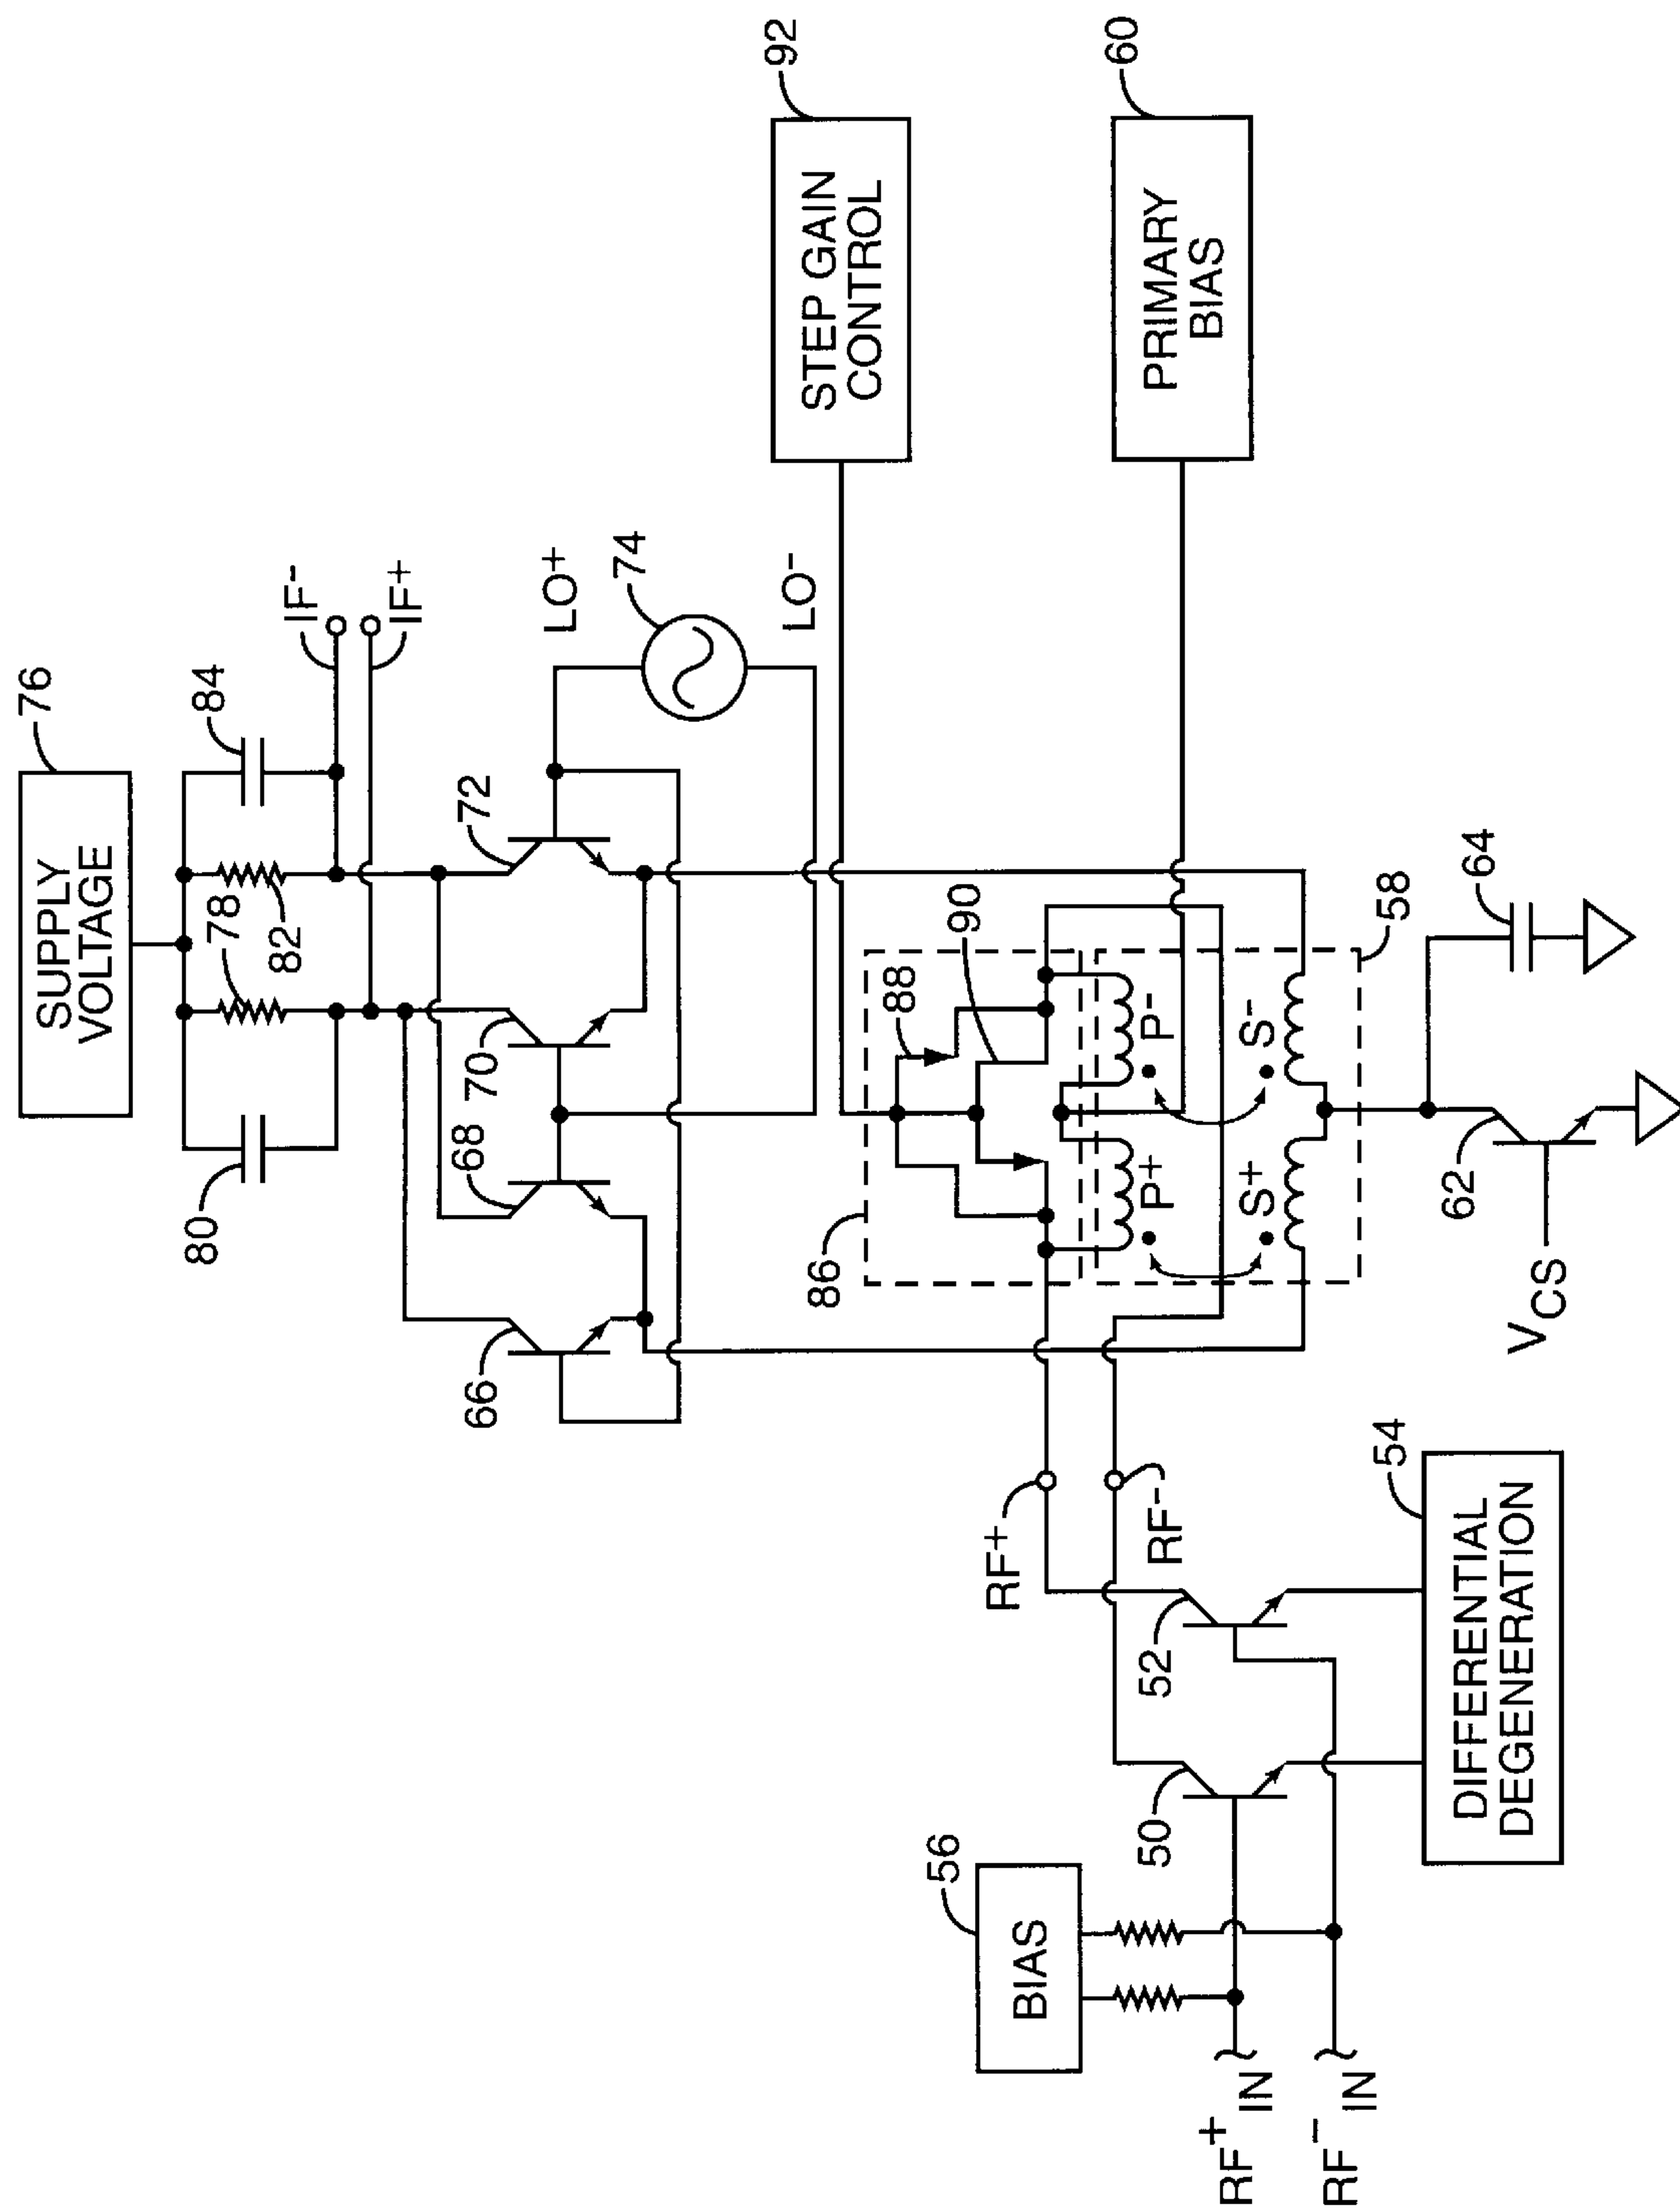 76
SUPPLY
VOLTAGE
84
IF-
IF+
78
82
80
72
70
68
66
LO+
74
LO-
92
STEP GAIN
CONTROL
60
PRIMARY
BIAS
86
88
90
P+
P-
S+
S-
58
64
62
VCS
RF+
RF-
52
50
54
DIFFERENTIAL
DEGENERATION
56
BIAS
RF+IN
RF-IN